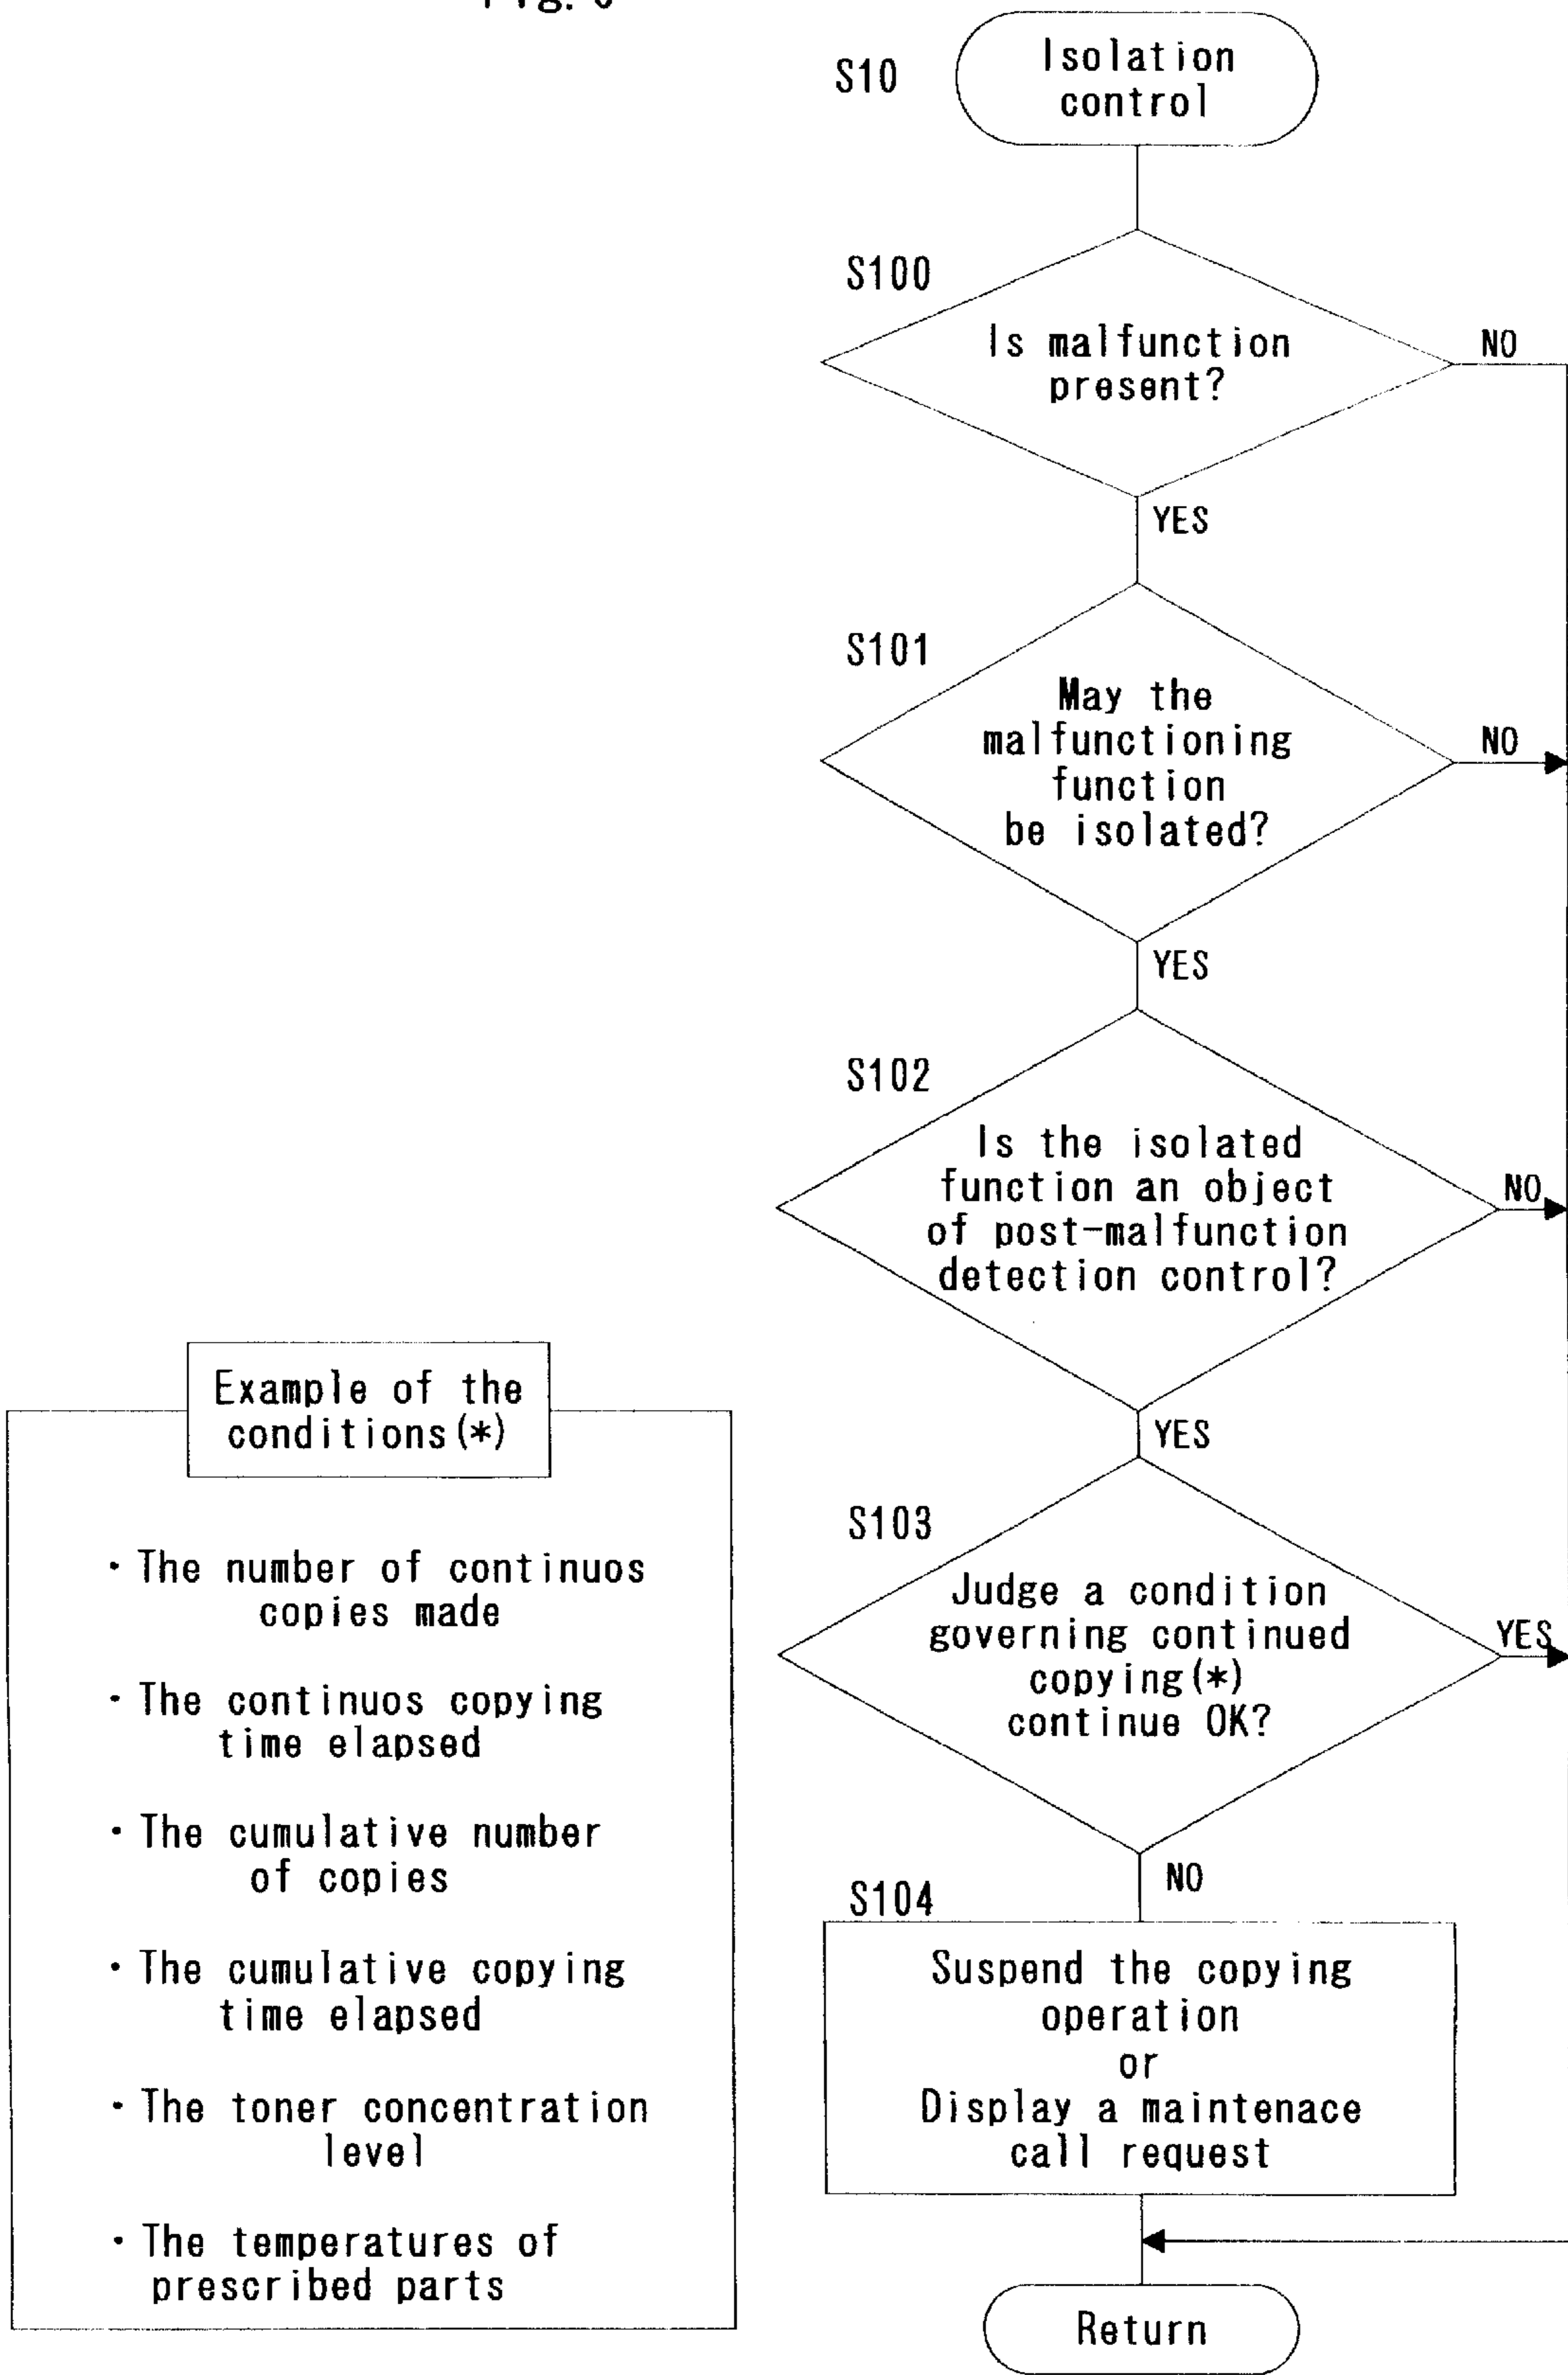 S10
Isolation
control
S100
Is malfunction
present?
NO
YES
S101
May the
malfunctioning
function
be isolated?
NO
YES
S102
Is the isolated
function an object
of post-malfunction
detection control?
NO
YES
S103
Judge a condition
governing continued
copying(*)
continue OK?
YES
NO
S104
Suspend the copying
operation
or
Display a maintenace
call request
Return
Example of the
conditions(*)
・The number of continuos
copies made
・The continuos copying
time elapsed
・The cumulative number
of copies
・The cumulative copying
time elapsed
・The toner concentration
level
・The temperatures of
prescribed parts